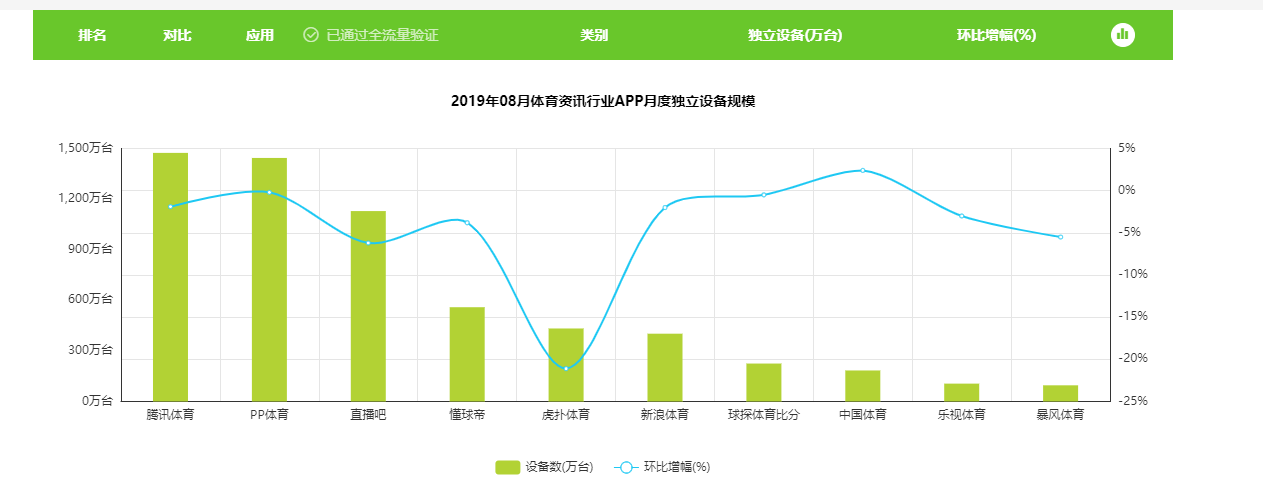 排名 对比 应用 已通过全流量验证 类别 独立设备(万台) 环比增幅(%)
2019年08月体育资讯行业APP月度独立设备规模
1,500万台 5%
1,200万台 0%
900万台 -5%
600万台 -10%
300万台 -15%
0万台 -20%
-25%
腾讯体育 PP体育 直播吧 懂球帝 虎扑体育 新浪体育 球探体育比分 中国体育 乐视体育 暴风体育
设备数(万台) 环比增幅(%)